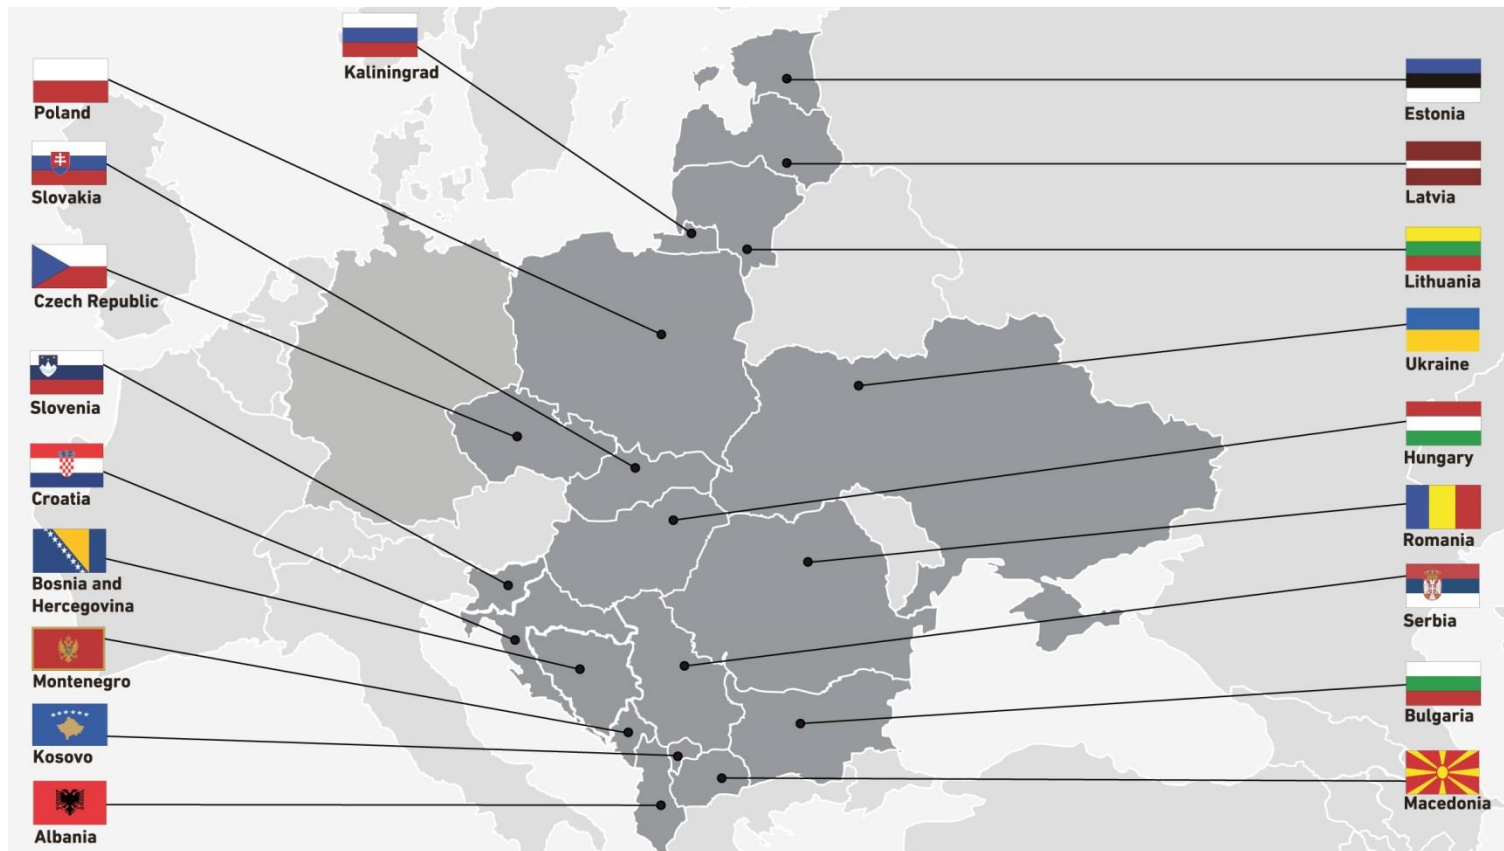 Kaliningrad
Poland
Slovakia
Czech Republic
Slovenia
Croatia
Bosnia and
Hercegovina
Montenegro
Kosovo
Albania
Estonia
Latvia
Lithuania
Ukraine
Hungary
Romania
Serbia
Bulgaria
Macedonia